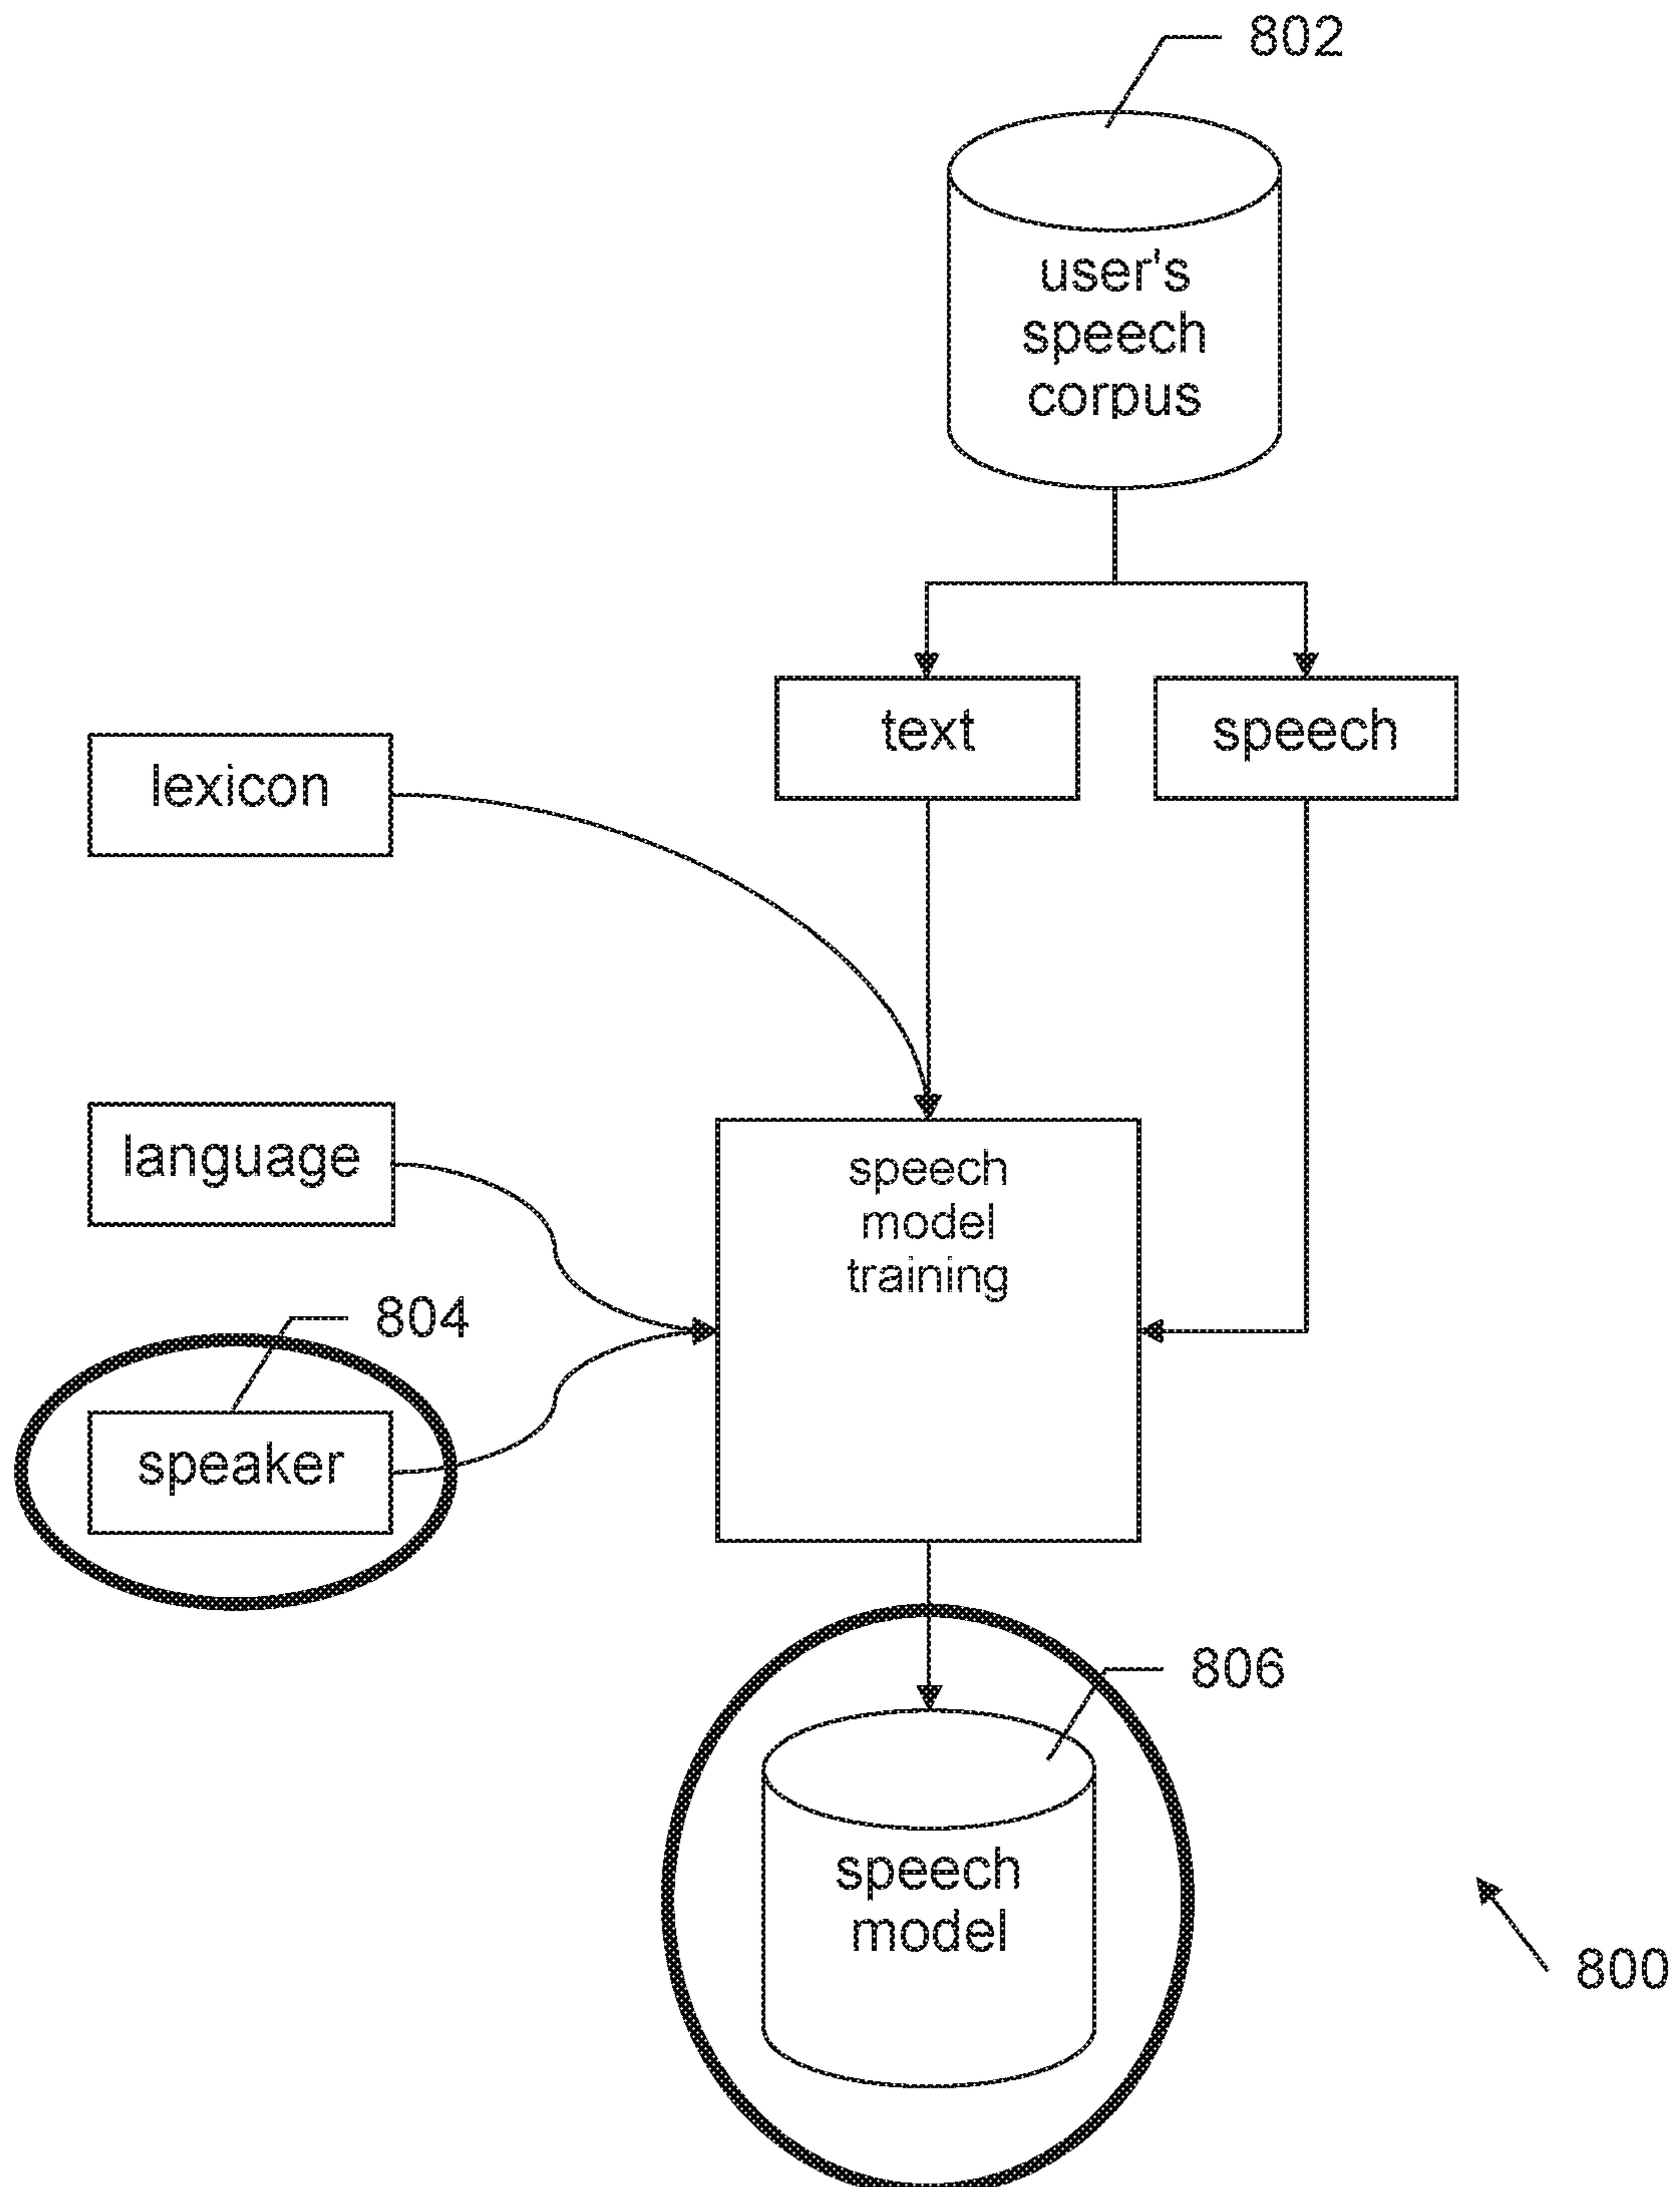 802
user's
speech
corpus
text
speech
lexicon
language
speech
model
training
804
speaker
806
speech
model
800